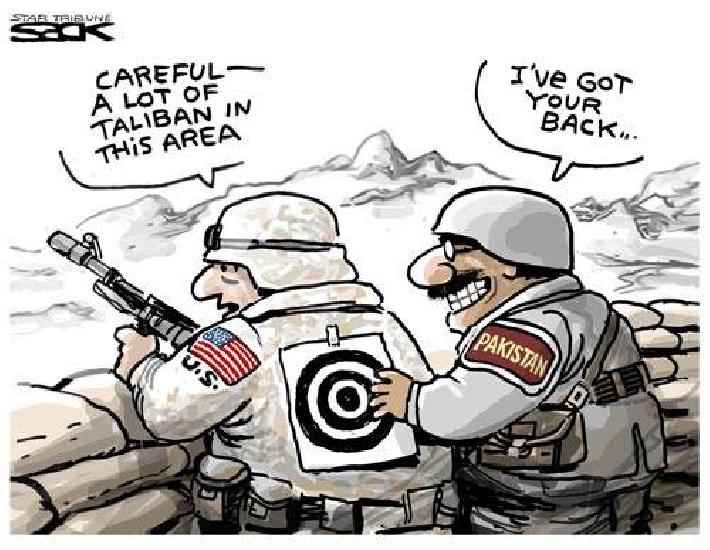 STAR TRIBUNE
SACK
CAREFUL—
A LOT OF
TALIBAN IN
THiS AREA
I'VE GOT
YOUR
BACK...
U.S.
PAKISTAN